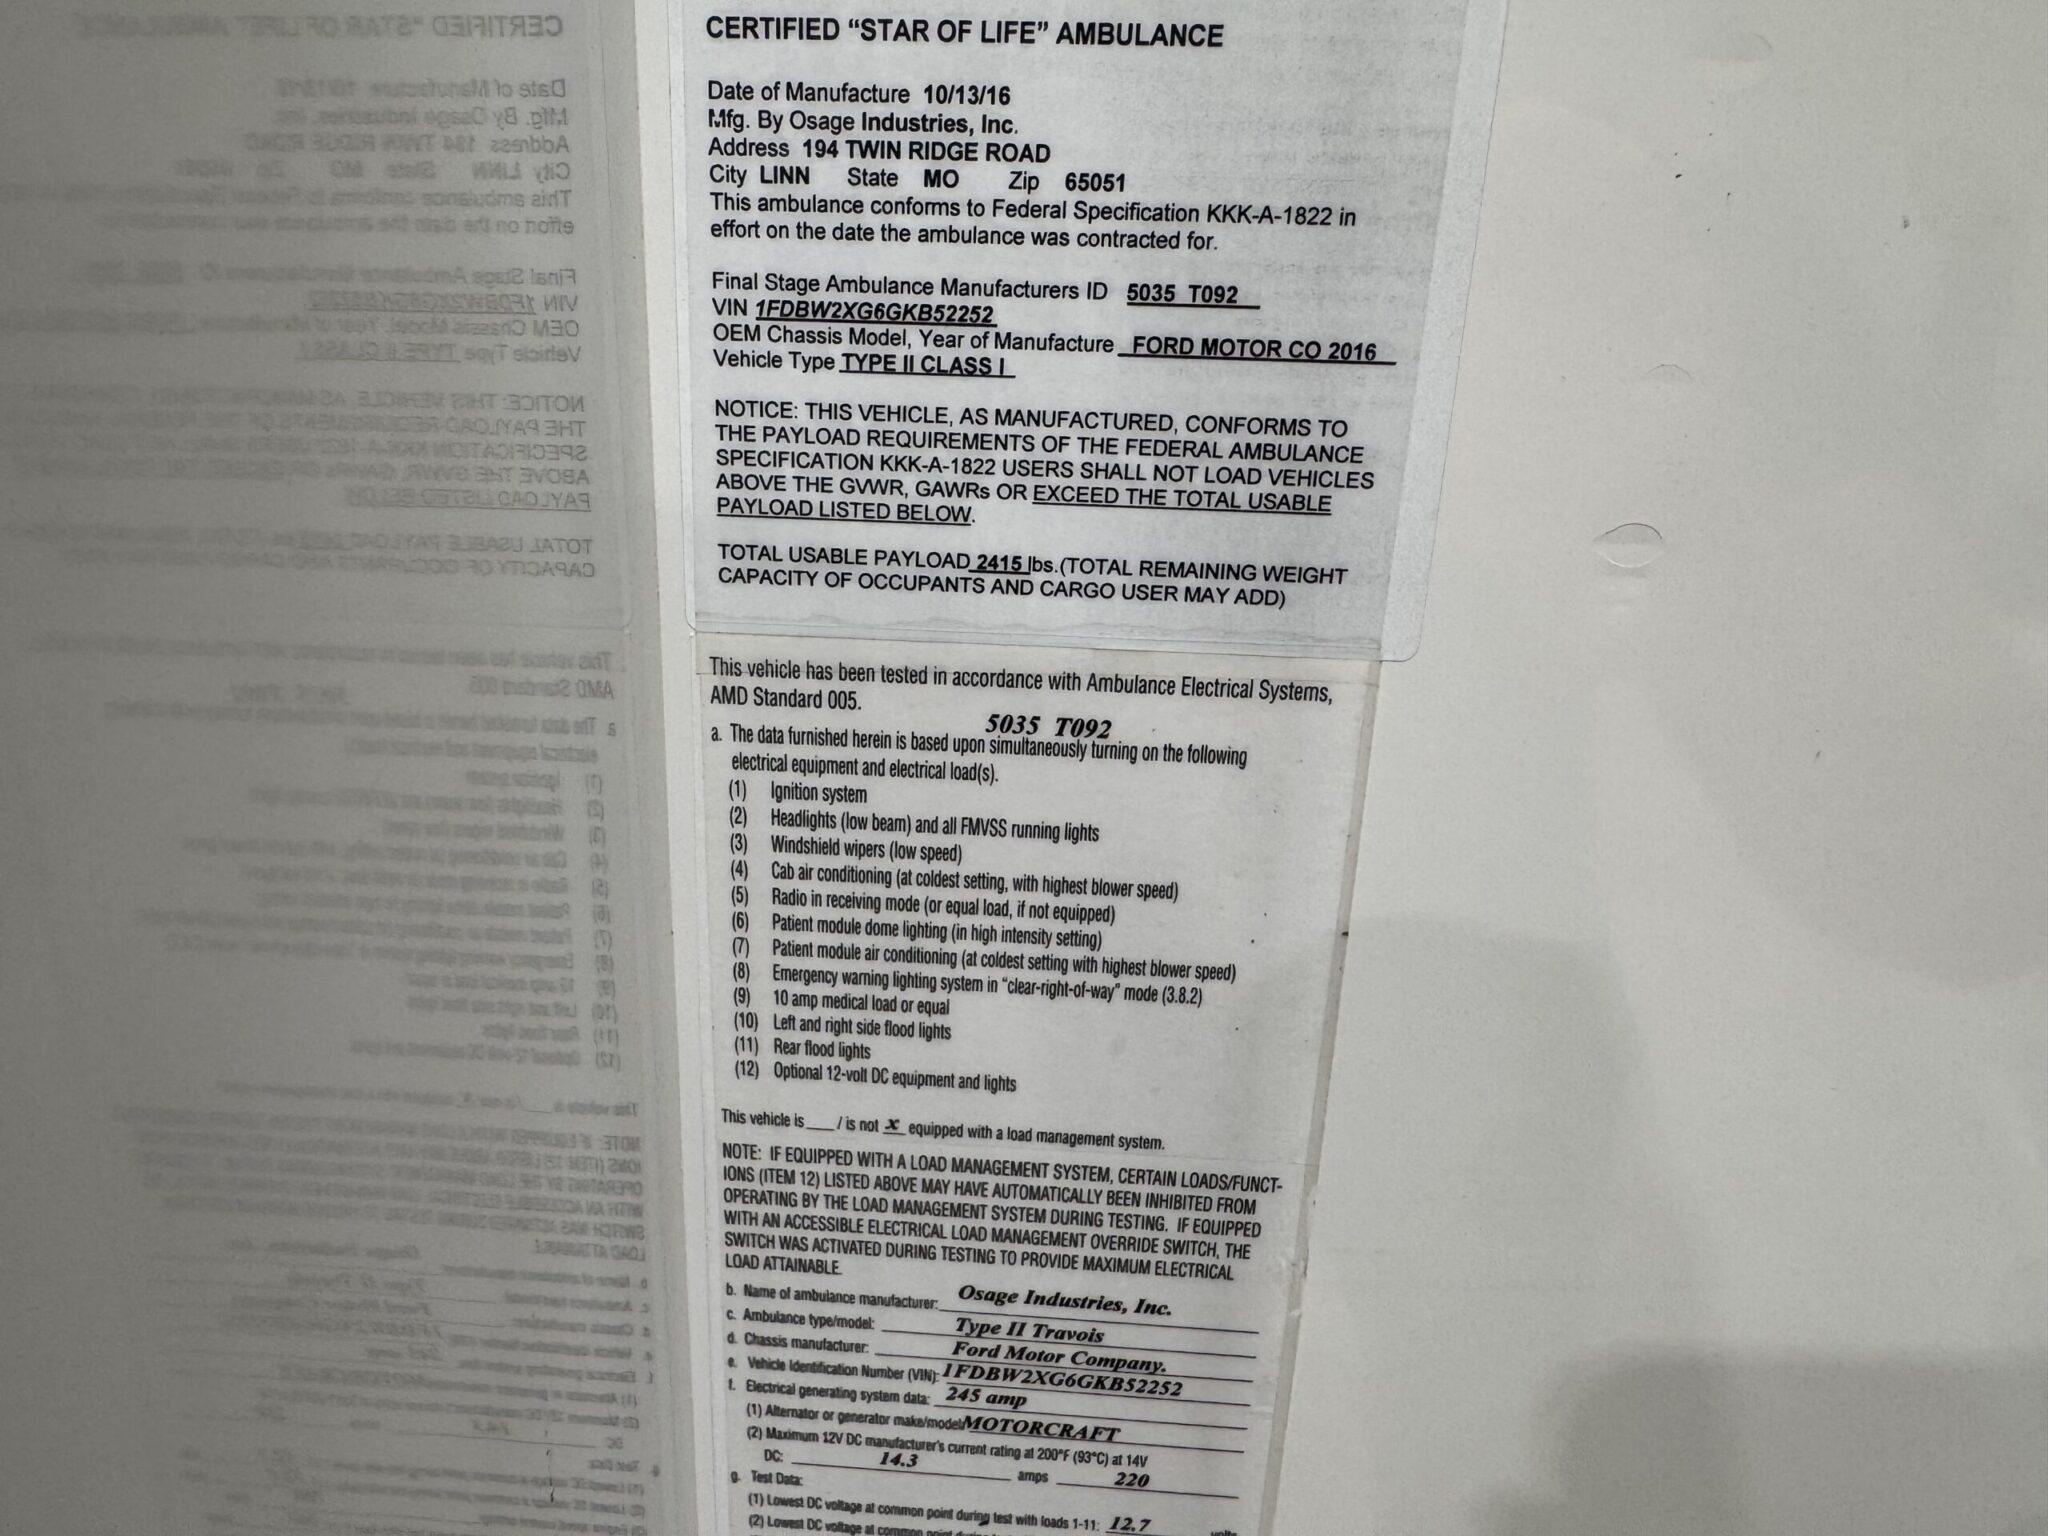 CERTIFIED “STAR OF LIFE” AMBULANCE
Date of Manufacture 10/13/16
Mfg. By Osage Industries, Inc.
Address 194 TWIN RIDGE ROAD
City LINN State MO Zip 65051
This ambulance conforms to Federal Specification KKK-A-1822 in
effort on the date the ambulance was contracted for.
Final Stage Ambulance Manufacturers ID 5035 T092
VIN 1FDBW2XG6GKB52252
OEM Chassis Model, Year of Manufacture FORD MOTOR CO 2016
Vehicle Type TYPE II CLASS I
NOTICE: THIS VEHICLE, AS MANUFACTURED, CONFORMS TO
THE PAYLOAD REQUIREMENTS OF THE FEDERAL AMBULANCE
SPECIFICATION KKK-A-1822 USERS SHALL NOT LOAD VEHICLES
ABOVE THE GVWR, GAWRs OR EXCEED THE TOTAL USABLE
PAYLOAD LISTED BELOW.
TOTAL USABLE PAYLOAD 2415 lbs.(TOTAL REMAINING WEIGHT
CAPACITY OF OCCUPANTS AND CARGO USER MAY ADD)
This vehicle has been tested in accordance with Ambulance Electrical Systems,
AMD Standard 005.
5035 T092
a. The data furnished herein is based upon simultaneously turning on the following
electrical equipment and electrical load(s).
(1) Ignition system
(2) Headlights (low beam) and all FMVSS running lights
(3) Windshield wipers (low speed)
(4) Cab air conditioning (at coldest setting, with highest blower speed)
(5) Radio in receiving mode (or equal load, if not equipped)
(6) Patient module dome lighting (in high intensity setting)
(7) Patient module air conditioning (at coldest setting with highest blower speed)
(8) Emergency warning lighting system in "clear-right-of-way" mode (3.8.2)
(9) 10 amp medical load or equal
(10) Left and right side flood lights
(11) Rear flood lights
(12) Optional 12-volt DC equipment and lights
This vehicle is ___ / is not x equipped with a load management system.
NOTE: IF EQUIPPED WITH A LOAD MANAGEMENT SYSTEM, CERTAIN LOADS/FUNCT-
IONS (ITEM 12) LISTED ABOVE MAY HAVE AUTOMATICALLY BEEN INHIBITED FROM
OPERATING BY THE LOAD MANAGEMENT SYSTEM DURING TESTING. IF EQUIPPED
WITH AN ACCESSIBLE ELECTRICAL LOAD MANAGEMENT OVERRIDE SWITCH, THE
SWITCH WAS ACTIVATED DURING TESTING TO PROVIDE MAXIMUM ELECTRICAL
LOAD ATTAINABLE.
b. Name of ambulance manufacturer: Osage Industries, Inc.
c. Ambulance type/model: Type II Travois
d. Chassis manufacturer: Ford Motor Company.
e. Vehicle Identification Number (VIN): 1FDBW2XG6GKB52252
f. Electrical generating system data: 245 amp
(1) Alternator or generator make/model: MOTORCRAFT
(2) Maximum 12V DC manufacturer's current rating at 200°F (93°C) at 14V
DC: 14.3 amps 220
g. Test Data:
(1) Lowest DC voltage at common point during test with loads 1-11: 12.7 volts
(2) Lowest DC voltage at common point